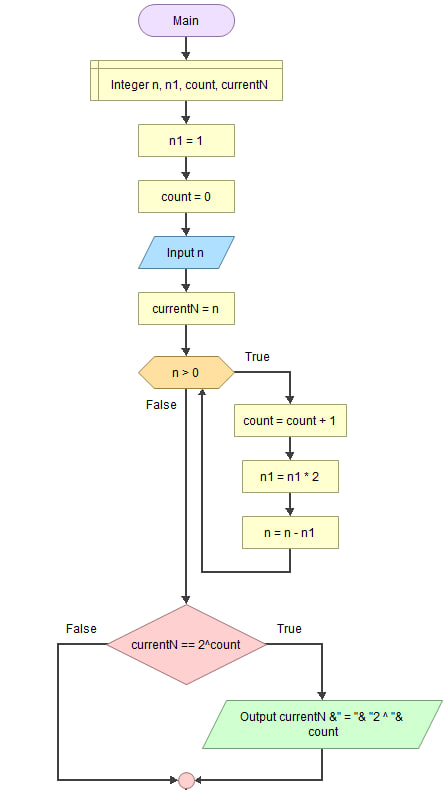 Main
Integer n, n1, count, currentN
n1 = 1
count = 0
Input n
currentN = n
n > 0
True
False
count = count + 1
n1 = n1 * 2
n = n - n1
False
currentN == 2^count
True
Output currentN &" = "& "2 ^ "&
count